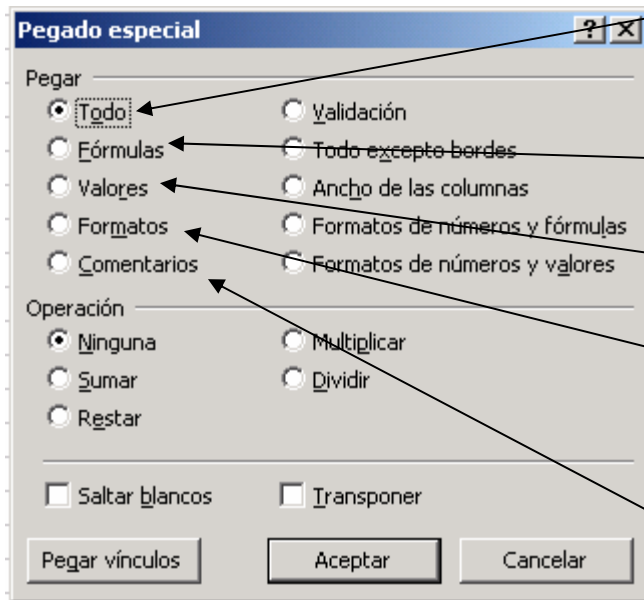 Pegado especial
Pegar
Todo Validación
Fórmulas Todo excepto bordes
Valores Ancho de las columnas
Formatos Formatos de números y fórmulas
Comentarios Formatos de números y valores
Operación
Ninguna Multiplicar
Sumar Dividir
Restar
Saltar blancos Transponer
Pegar vínculos Aceptar Cancelar